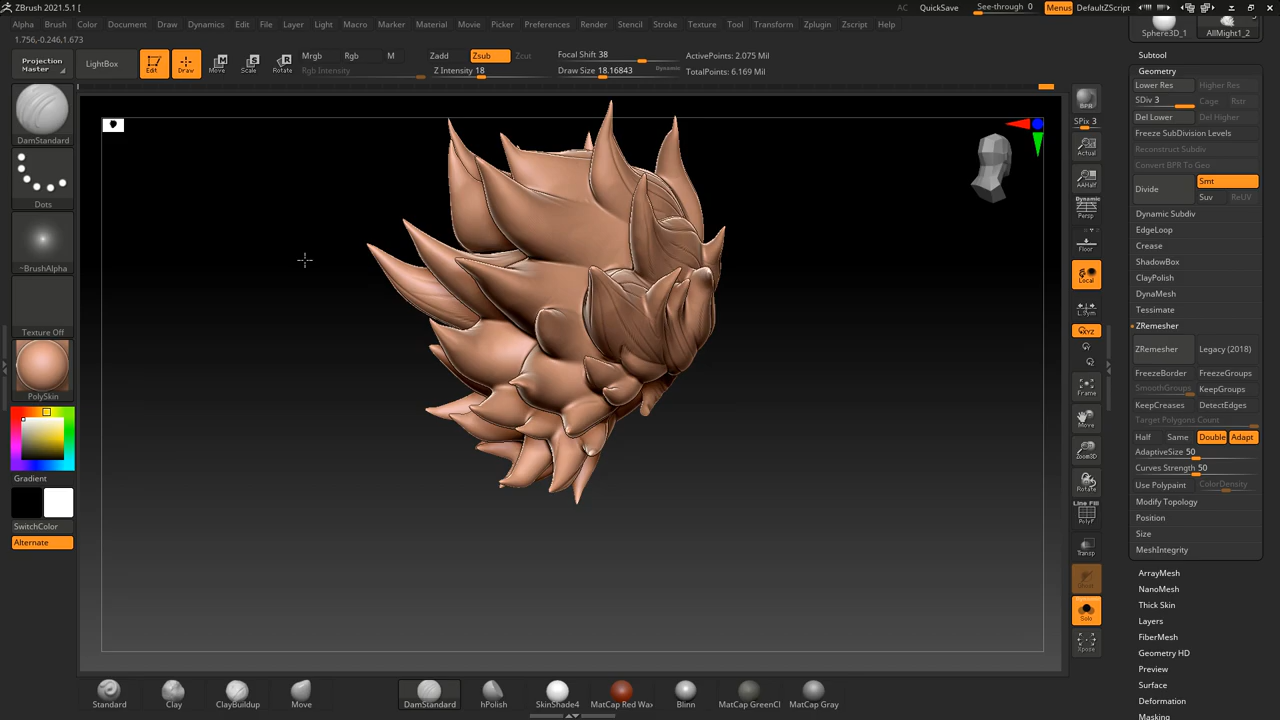 ZBrush 2021.5.1 [
AC QuickSave See-through 0 Menus DefaultZScript
Alpha Brush Color Document Draw Dynamics Edit File Layer Light Macro Marker Material Movie Picker Preferences Render Stencil Stroke Texture Tool Transform Zplugin Zscript Help
1.756,-0.246,1.673
Projection Master
LightBox
Edit
Draw
Move
Scale
Rotate
Mrgb Rgb M
Rgb Intensity
Zadd Zsub Zcut
Z Intensity 18
Focal Shift 38
Draw Size 18.16843 Dynamic
ActivePoints: 2.075 Mil
TotalPoints: 6.169 Mil
DamStandard
Dots
~BrushAlpha
Texture Off
PolySkin
Gradient
SwitchColor
Alternate
BPR
SPix 3
Actual
AAHalf
Dynamic
Persp
Floor
Local
L.Sym
XYZ
Frame
Move
Zoom3D
Rotate
Line Fill
PolyF
Transp
Ghost
Dynamic
Solo
Xpose
Sphere3D_1 AllMight1_2
Subtool
Geometry
Lower Res Higher Res
SDiv 3 Cage Rstr
Del Lower Del Higher
Freeze SubDivision Levels
Reconstruct Subdiv
Convert BPR To Geo
Divide Smt
Suv ReUV
Dynamic Subdiv
EdgeLoop
Crease
ShadowBox
ClayPolish
DynaMesh
Tessimate
ZRemesher
ZRemesher Legacy (2018)
FreezeBorder FreezeGroups
SmoothGroups KeepGroups
KeepCreases DetectEdges
Target Polygons Count
Half Same Double Adapt
AdaptiveSize 50
Curves Strength 50
Use Polypaint ColorDensity
Modify Topology
Position
Size
MeshIntegrity
ArrayMesh
NanoMesh
Thick Skin
Layers
FiberMesh
Geometry HD
Preview
Surface
Deformation
Masking
Standard Clay ClayBuildup Move DamStandard hPolish SkinShade4 MatCap Red Wax Blinn MatCap GreenCl MatCap Gray